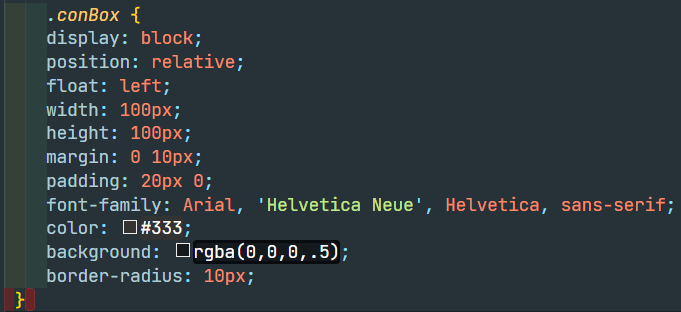 .conBox {
display: block;
position: relative;
float: left;
width: 100px;
height: 100px;
margin: 0 10px;
padding: 20px 0;
font-family: Arial, 'Helvetica Neue', Helvetica, sans-serif;
color: #333;
background: rgba(0,0,0,.5);
border-radius: 10px;
}